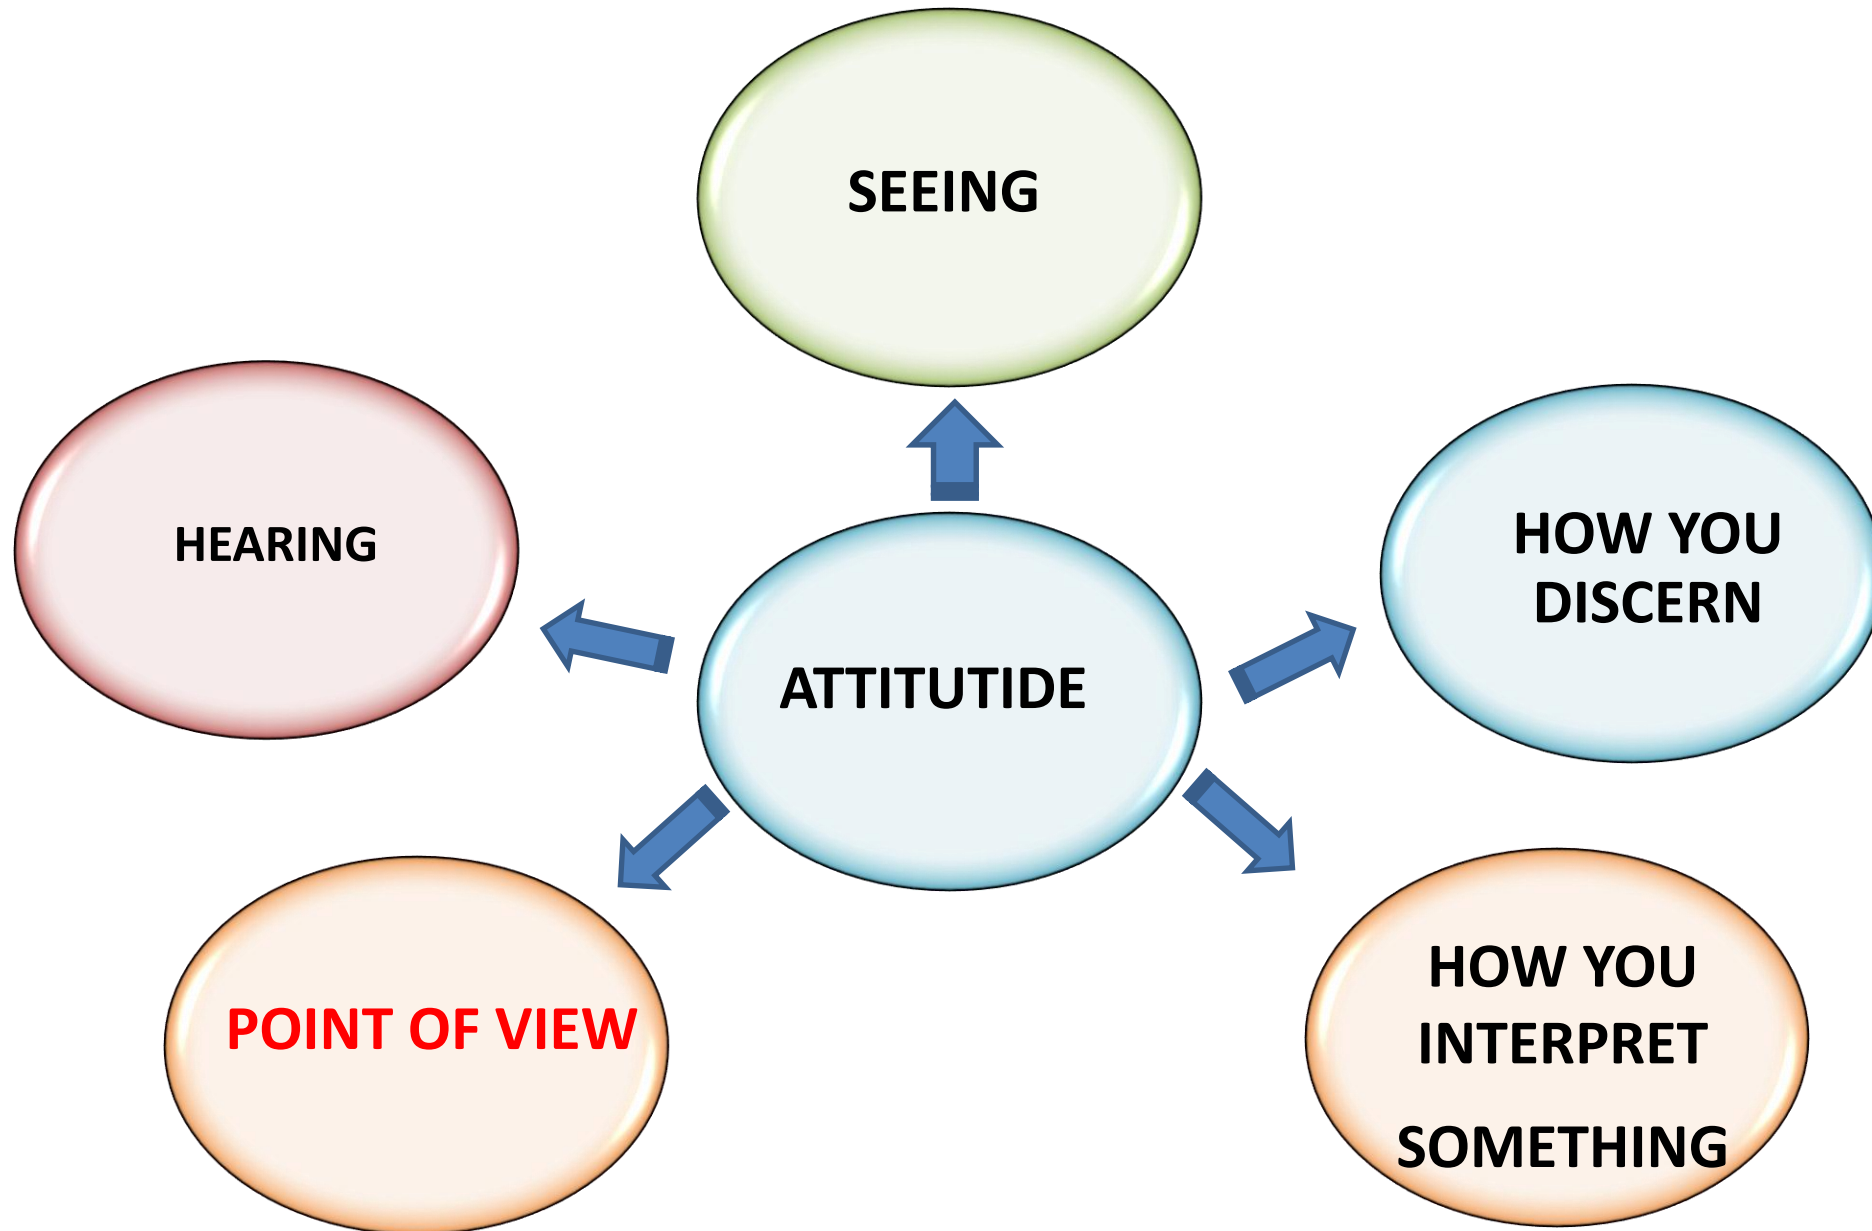 SEEING
HEARING
HOW YOU
DISCERN
ATTITUTIDE
POINT OF VIEW
HOW YOU
INTERPRET
SOMETHING